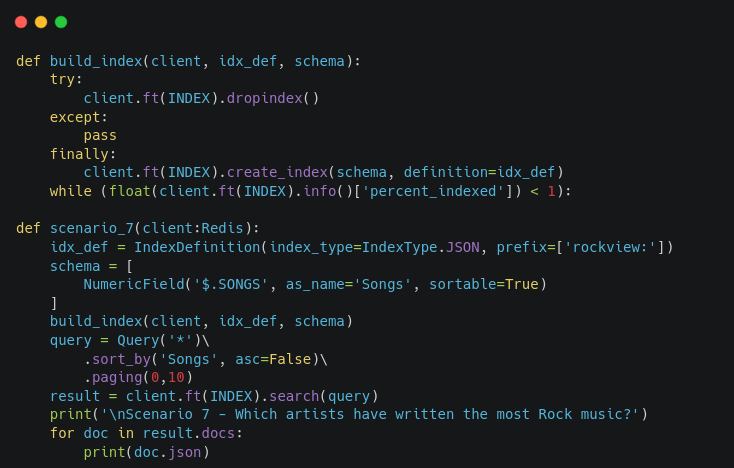 def build_index(client, idx_def, schema):
    try:
        client.ft(INDEX).dropindex()
    except:
        pass
    finally:
        client.ft(INDEX).create_index(schema, definition=idx_def)
    while (float(client.ft(INDEX).info()['percent_indexed']) < 1):

def scenario_7(client:Redis):
    idx_def = IndexDefinition(index_type=IndexType.JSON, prefix=['rockview:'])
    schema = [
        NumericField('$.SONGS', as_name='Songs', sortable=True)
    ]
    build_index(client, idx_def, schema)
    query = Query('*')\
        .sort_by('Songs', asc=False)\
        .paging(0,10)
    result = client.ft(INDEX).search(query)
    print('\nScenario 7 - Which artists have written the most Rock music?')
    for doc in result.docs:
        print(doc.json)